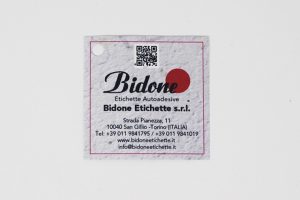 Bidone
Etichette Autoadesive
Bidone Etichette s.r.l.
Strada Pianezza, 11
10040 San Gillio -Torino (ITALIA)
Tel: +39 011 9841795 / +39 011 9841019
www.bidoneetichette.it
info@bidoneetichette.it